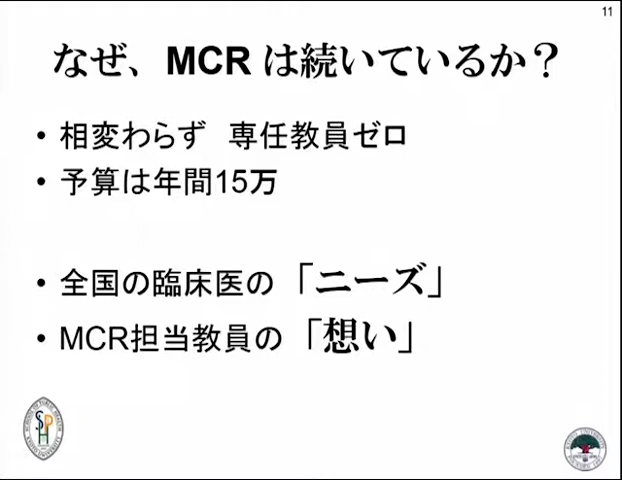 11
なぜ、MCR は続いているか?
• 相変わらず　専任教員ゼロ
• 予算は年間15万
• 全国の臨床医の「ニーズ」
• MCR担当教員の「想い」
SPH